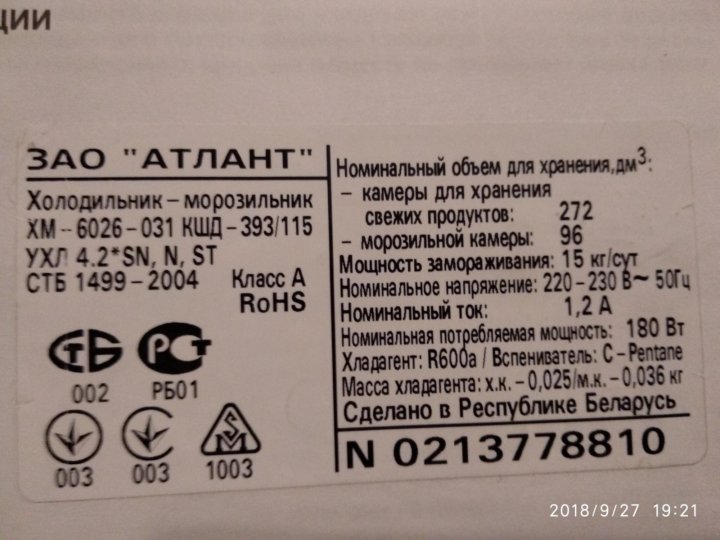 ции
ЗАО "АТЛАНТ"
Холодильник – морозильник
ХМ – 6026 – 031 КШД – 393/115
УХЛ 4.2*SN, N, ST
СТБ 1499 – 2004 Класс А
RoHS
СТБ РСТ
002 РБ01
003 003 1003
Номинальный объем для хранения,дм³:
– камеры для хранения
свежих продуктов: 272
– морозильной камеры: 96
Мощность замораживания: 15 кг/сут
Номинальное напряжение: 220 – 230 В~ 50Гц
Номинальный ток: 1,2 А
Номинальная потребляемая мощность: 180 Вт
Хладагент: R600a / Вспениватель: C – Pentane
Масса хладагента: х.к. – 0,025/м.к. – 0,036 кг
Сделано в Республике Беларусь
N 0213778810
2018/9/27 19:21